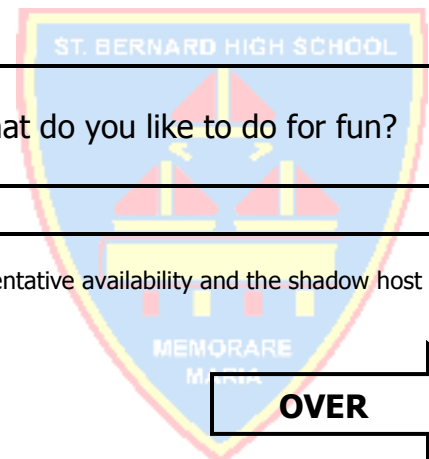 ST. BERNARD HIGH SCHOOL
at do you like to do for fun?
entative availability and the shadow host
MEMORARE
MARIA
OVER